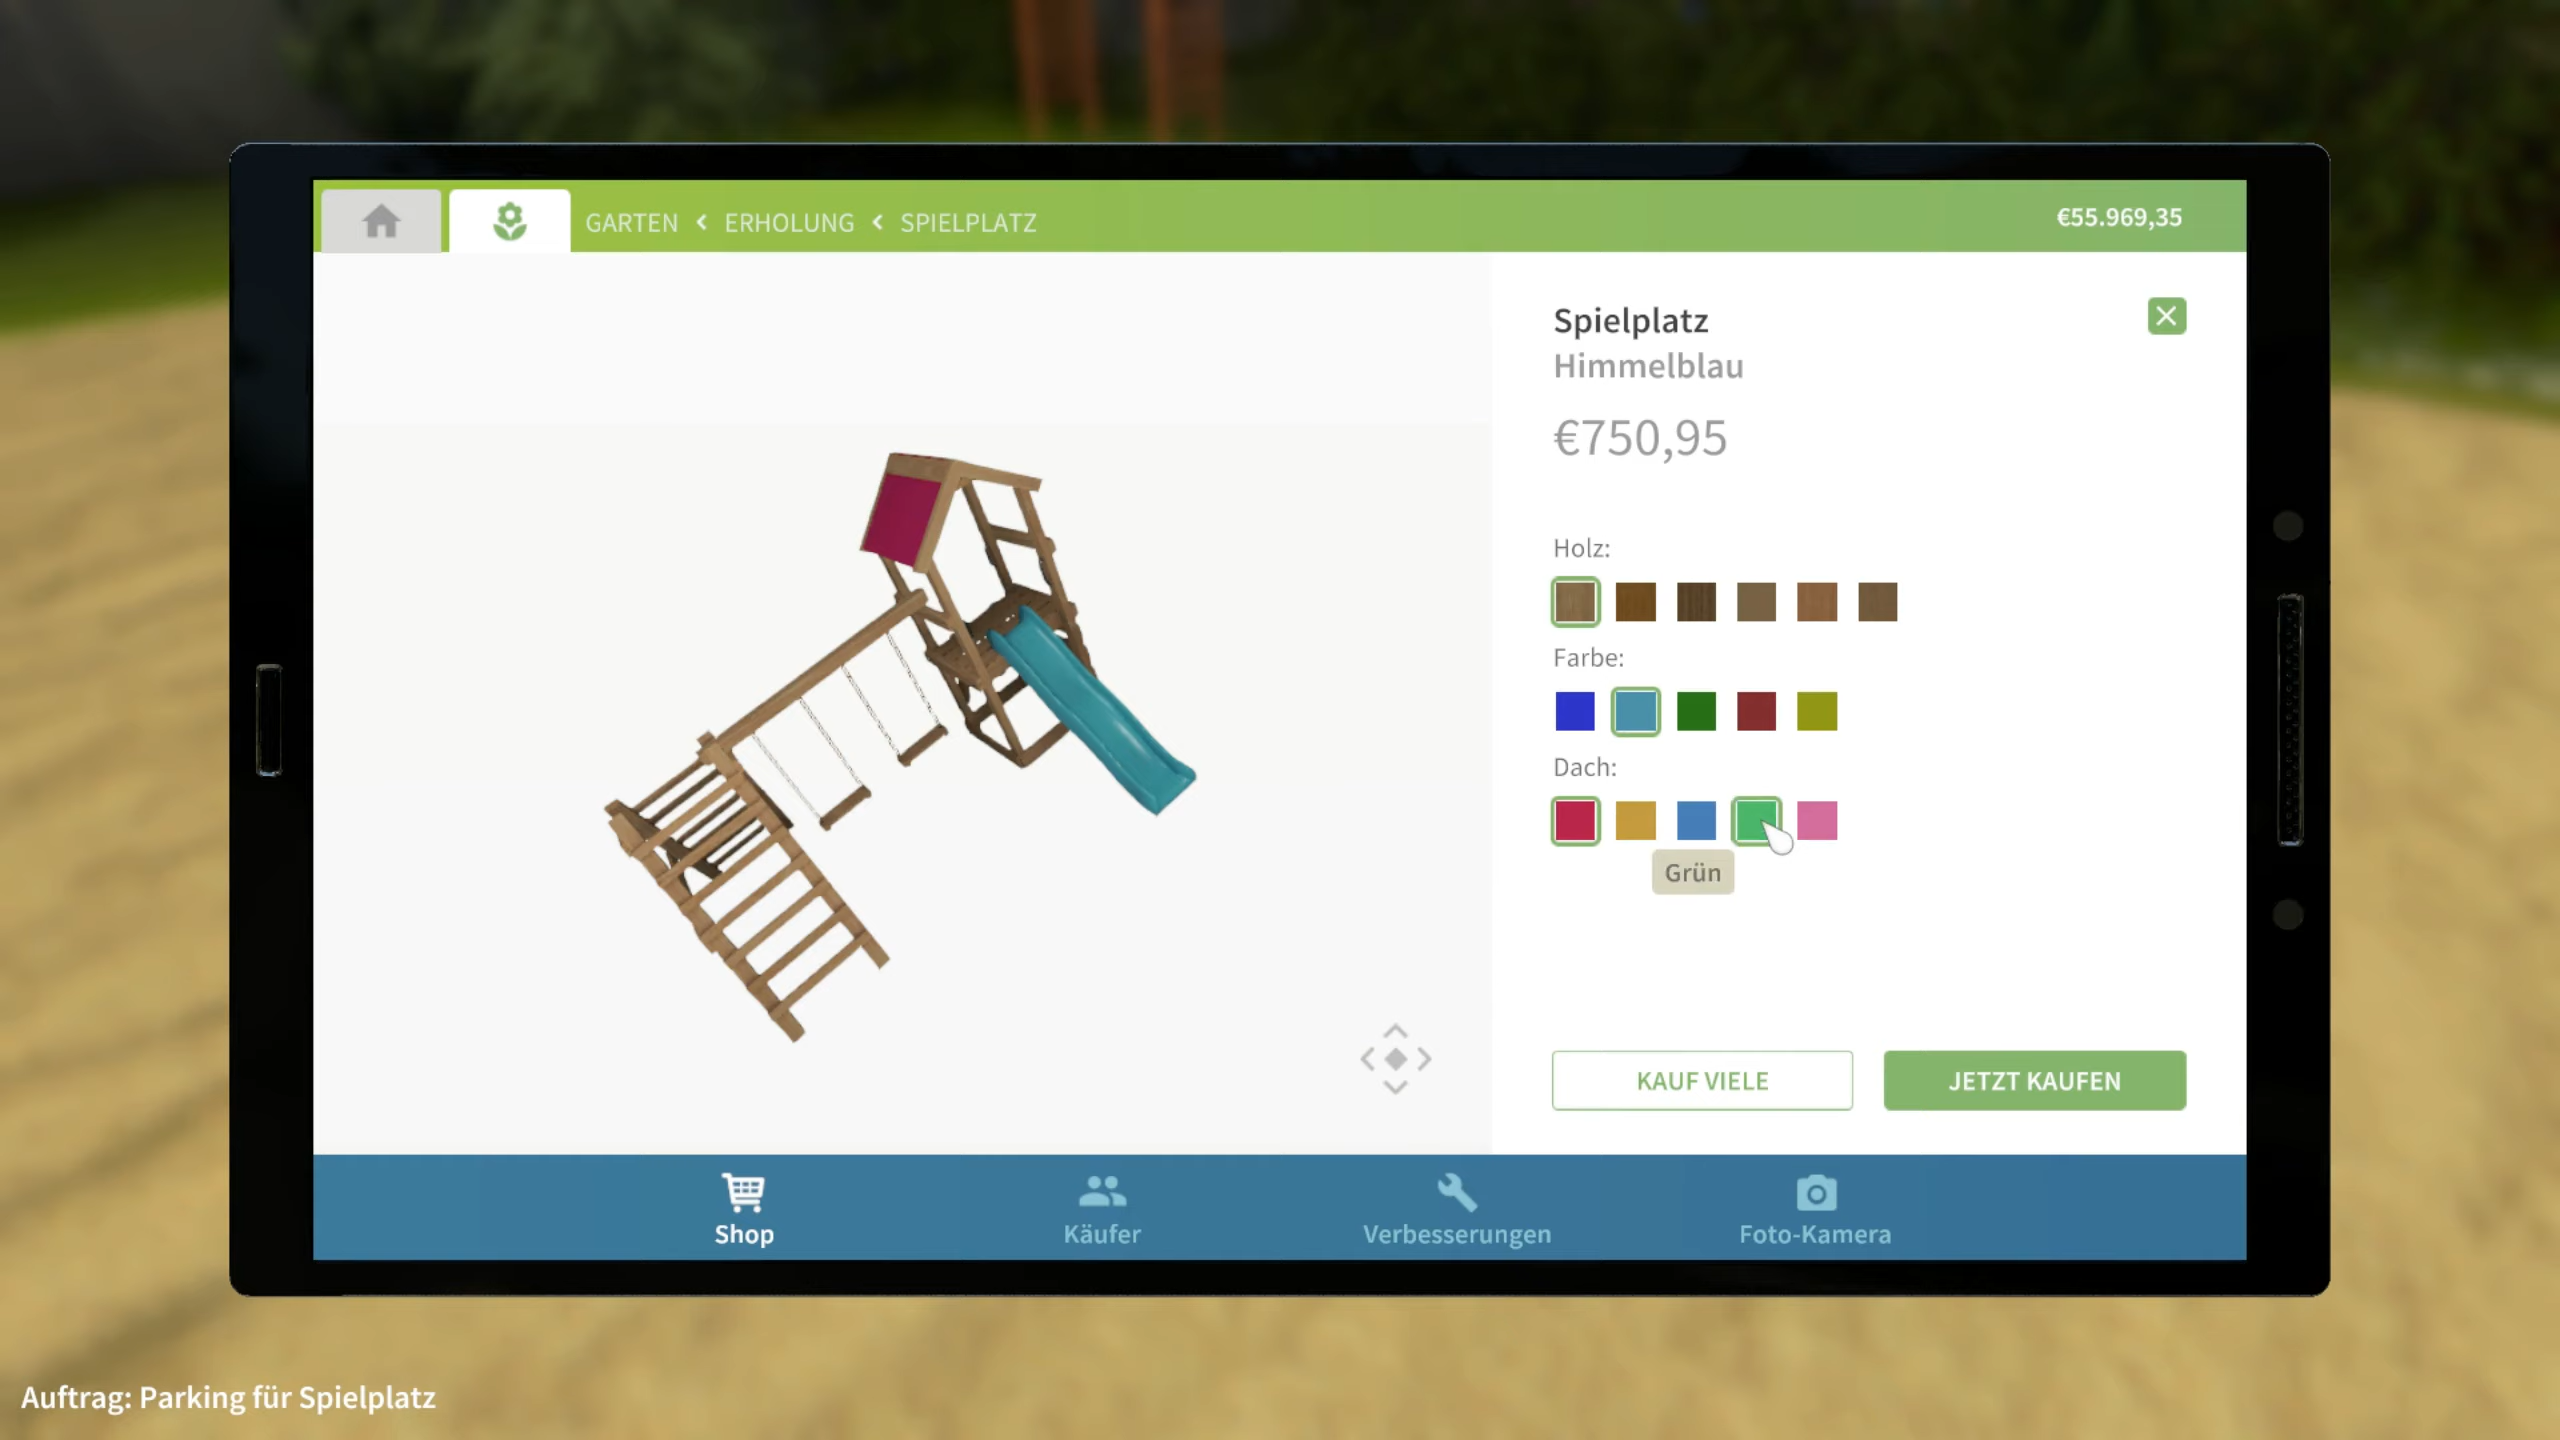 GARTEN < ERHOLUNG < SPIELPLATZ
€55.969,35
Spielplatz
Himmelblau
€750,95
Holz:
Farbe:
Dach:
Grün
KAUF VIELE
JETZT KAUFEN
Shop
Käufer
Verbesserungen
Foto-Kamera
Auftrag: Parking für Spielplatz